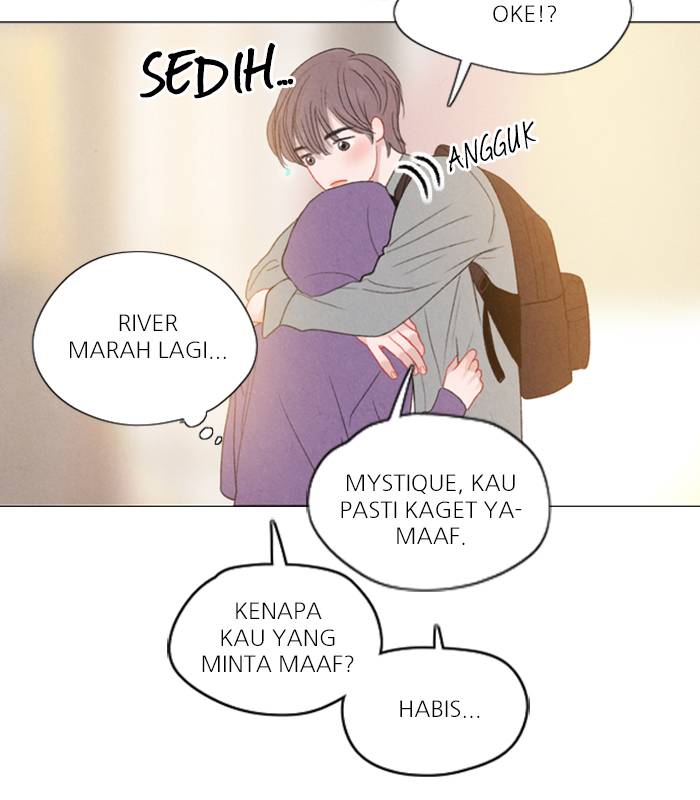 OKE!?
SEDIH...
ANGGUK
RIVER
MARAH LAGI...
MYSTIQUE, KAU
PASTI KAGET YA-
MAAF.
KENAPA
KAU YANG
MINTA MAAF?
HABIS...